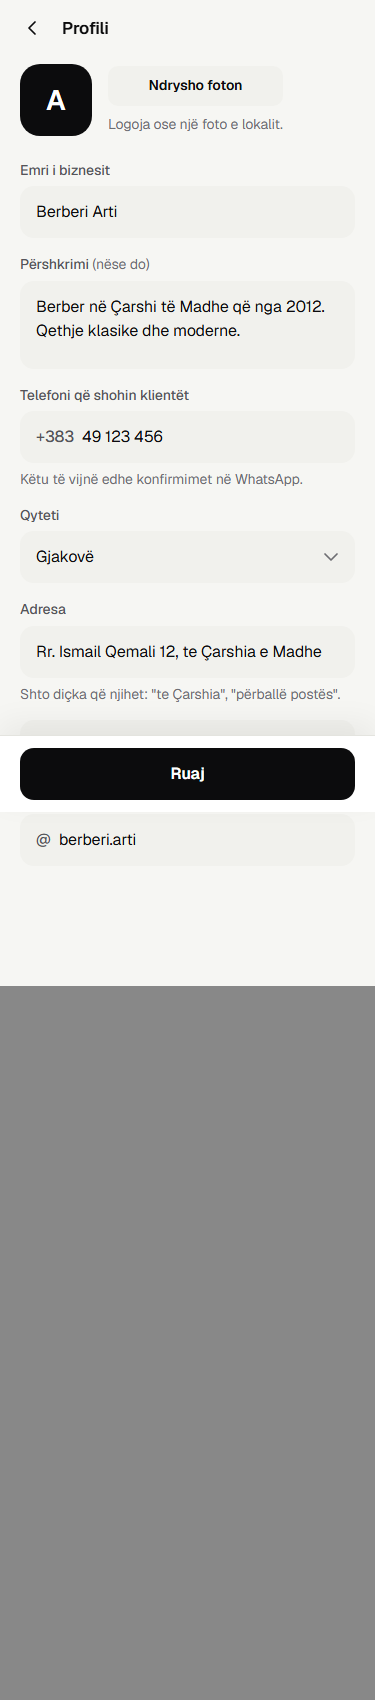 Profili
A
Ndrysho foton
Logoja ose një foto e lokalit.
Emri i biznesit
Berberi Arti
Përshkrimi (nëse do)
Berber në Çarshi të Madhe që nga 2012.
Qethje klasike dhe moderne.
Telefoni që shohin klientët
+383 49 123 456
Këtu të vijnë edhe konfirmimet në WhatsApp.
Qyteti
Gjakovë
Adresa
Rr. Ismail Qemali 12, te Çarshia e Madhe
Shto diçka që njihet: "te Çarshia", "përballë postës".
Ruaj
@ berberi.arti